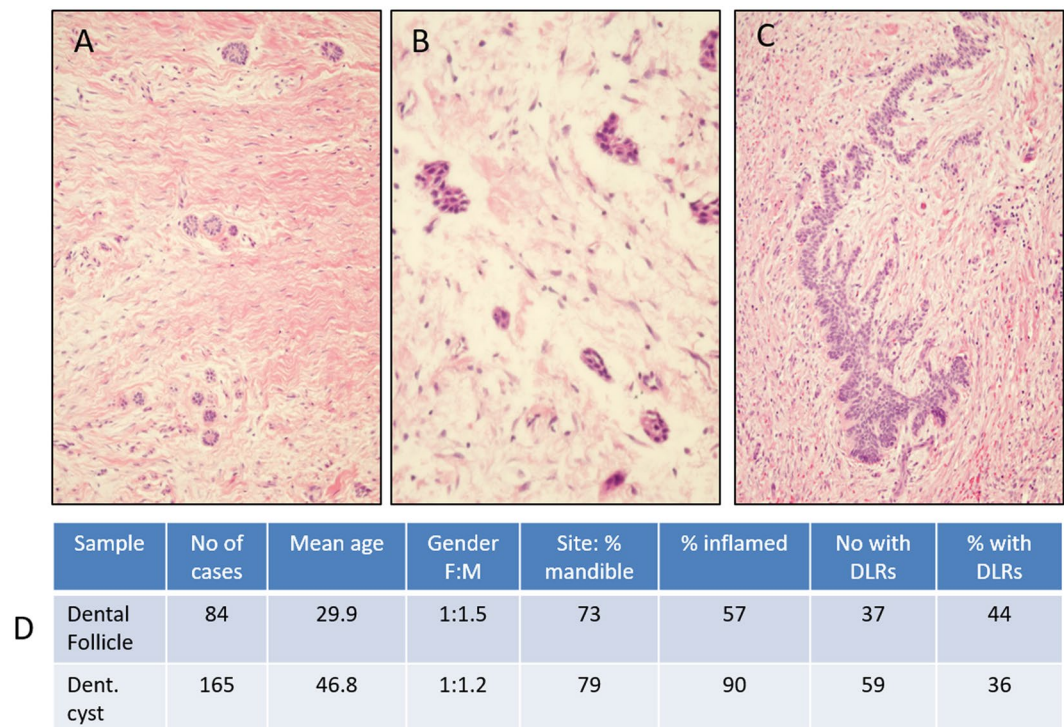 A
B
C
Sample No of cases Mean age Gender F:M Site: % mandible % inflamed No with DLRs % with DLRs
D
Dental Follicle 84 29.9 1:1.5 73 57 37 44
Dent. cyst 165 46.8 1:1.2 79 90 59 36